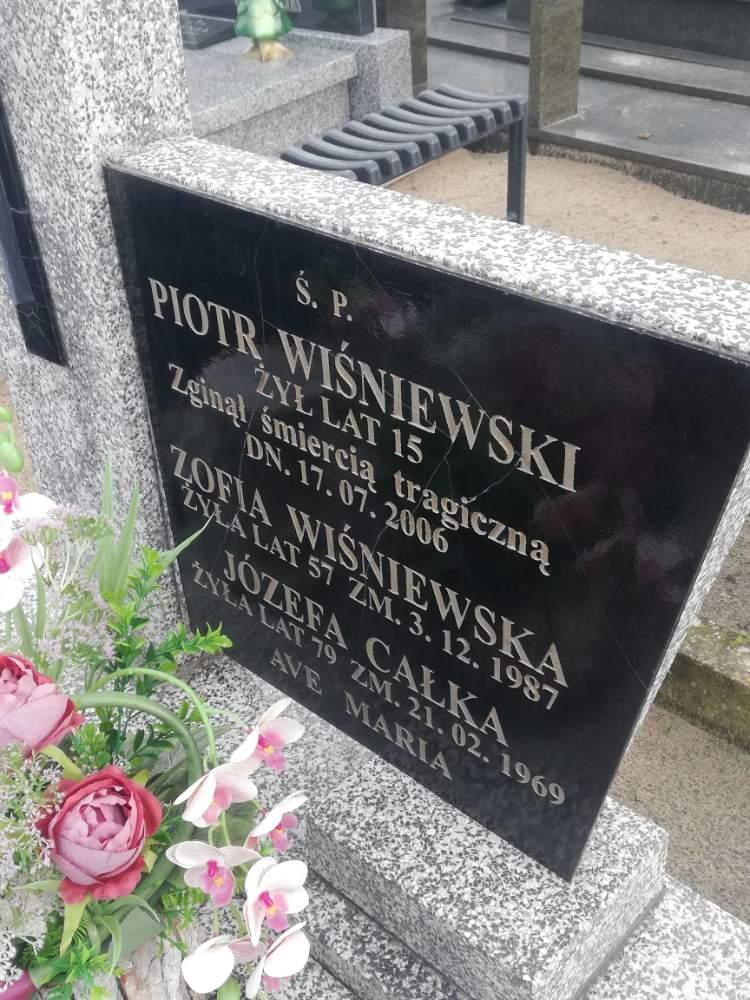 Ś. P.
PIOTR WIŚNIEWSKI
ŻYŁ LAT 15
Zginął śmiercią tragiczną
DN. 17. 07. 2006
ZOFIA WIŚNIEWSKA
ŻYŁA LAT 57 ZM. 3. 12. 1987
JÓZEFA CAŁKA
ŻYŁA LAT 79 ZM. 21. 02. 1969
AVE MARIA